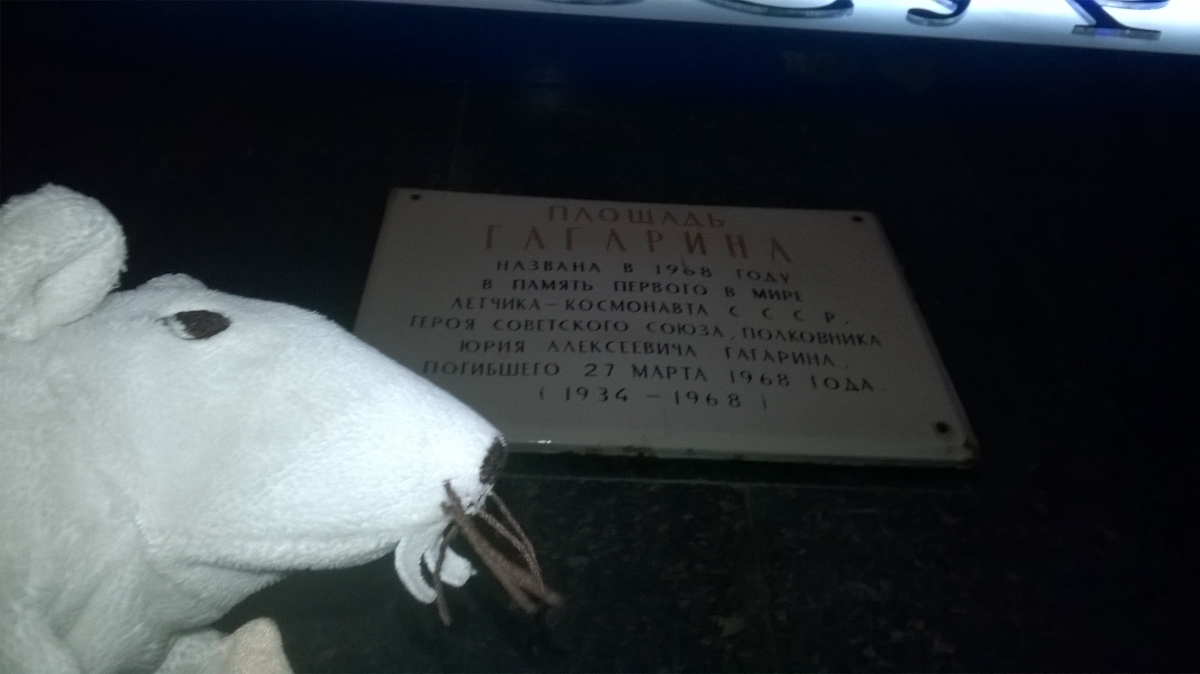 ПЛОЩАДЬ
ГАГАРИНА
НАЗВАНА В 1968 ГОДУ
В ПАМЯТЬ ПЕРВОГО В МИРЕ
ЛЕТЧИКА-КОСМОНАВТА С С С Р,
ГЕРОЯ СОВЕТСКОГО СОЮЗА, ПОЛКОВНИКА
ЮРИЯ АЛЕКСЕЕВИЧА ГАГАРИНА,
ПОГИБШЕГО 27 МАРТА 1968 ГОДА
(1934 - 1968)